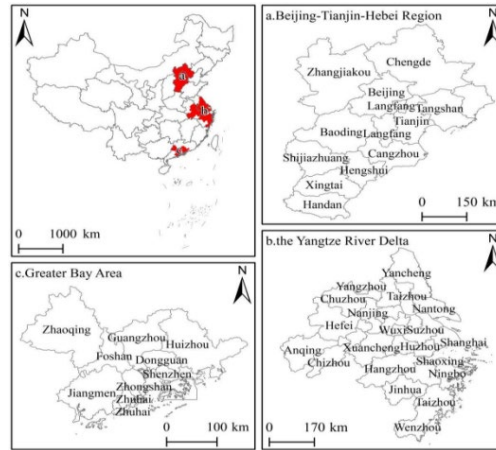 N
a
b
c
0 1000 km
a.Beijing-Tianjin-Hebei Region
N
Chengde
Zhangjiakou
Beijing
Langfang
Tangshan
Tianjin
Baoding
Langfang
Cangzhou
Shijiazhuang
Hengshui
Xingtai
Handan
0 150 km
c.Greater Bay Area
N
Zhaoqing
Guangzhou
Huizhou
Foshan
Dongguan
Shenzhen
Jiangmen
Zhongshan
Zhuhai
Zhuhai
0 100 km
b.the Yangtze River Delta
N
Yancheng
Yangzhou
Taizhou
Chuzhou
Nanjing
Nantong
Hefei
Wuxi
Suzhou
Shanghai
Anqing
Xuancheng
Huzhou
Chizhou
Shaoxing
Hangzhou
Ningbo
Jinhua
Taizhou
Wenzhou
0 170 km